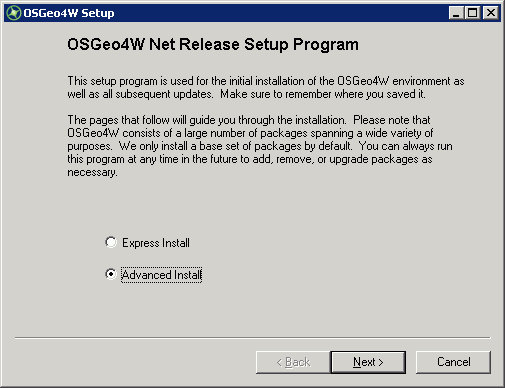 OSGeo4W Setup
OSGeo4W Net Release Setup Program
This setup program is used for the initial installation of the OSGeo4W environment as
well as all subsequent updates.  Make sure to remember where you saved it.
The pages that follow will guide you through the installation.  Please note that
OSGeo4W consists of a large number of packages spanning a wide variety of
purposes.  We only install a base set of packages by default.  You can always run
this program at any time in the future to add, remove, or upgrade packages as
necessary.
Express Install
Advanced Install
< Back
Next >
Cancel